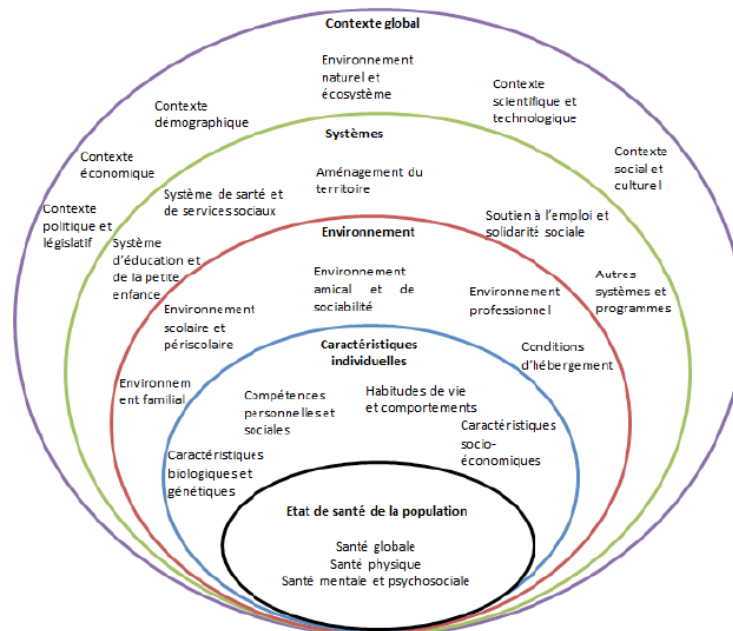 Contexte global
Environnement
naturel et
écosystème
Contexte
scientifique et
technologique
Contexte
démographique
Contexte
social et
culturel
Contexte
économique
Contexte
politique et
législatif
Systèmes
Aménagement du
territoire
Système de santé et
de services sociaux
Soutien à l'emploi et
solidarité sociale
Système
d'éducation et
de la petite
enfance
Autres
systèmes et
programmes
Environnement
Environnement
amical et de
sociabilité
Environnement
professionnel
Environnement
scolaire et
périscolaire
Conditions
d'hébergement
Environnem
ent familial
Caractéristiques
individuelles
Compétences
personnelles et
sociales
Habitudes de vie
et comportements
Caractéristiques
socio-
économiques
Caractéristiques
biologiques et
génétiques
Etat de santé de la population
Santé globale
Santé physique
Santé mentale et psychosociale